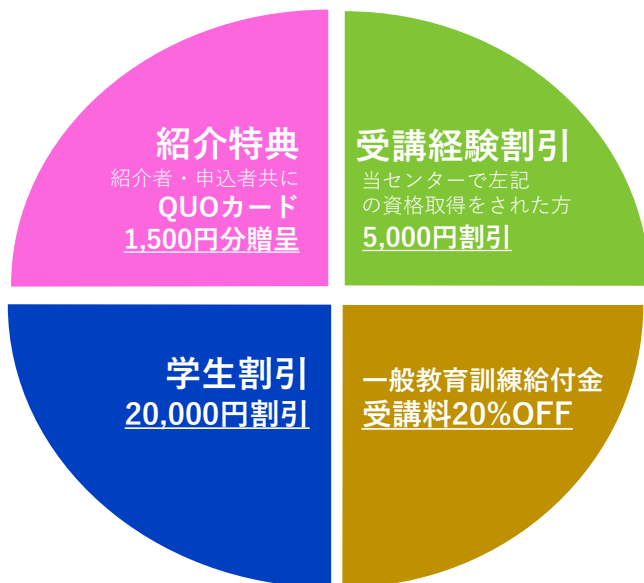 紹介特典
紹介者・申込者共に
QUOカード
1,500円分贈呈
受講経験割引
当センターで左記
の資格取得をされた方
5,000円割引
学生割引
20,000円割引
一般教育訓練給付金
受講料20%OFF